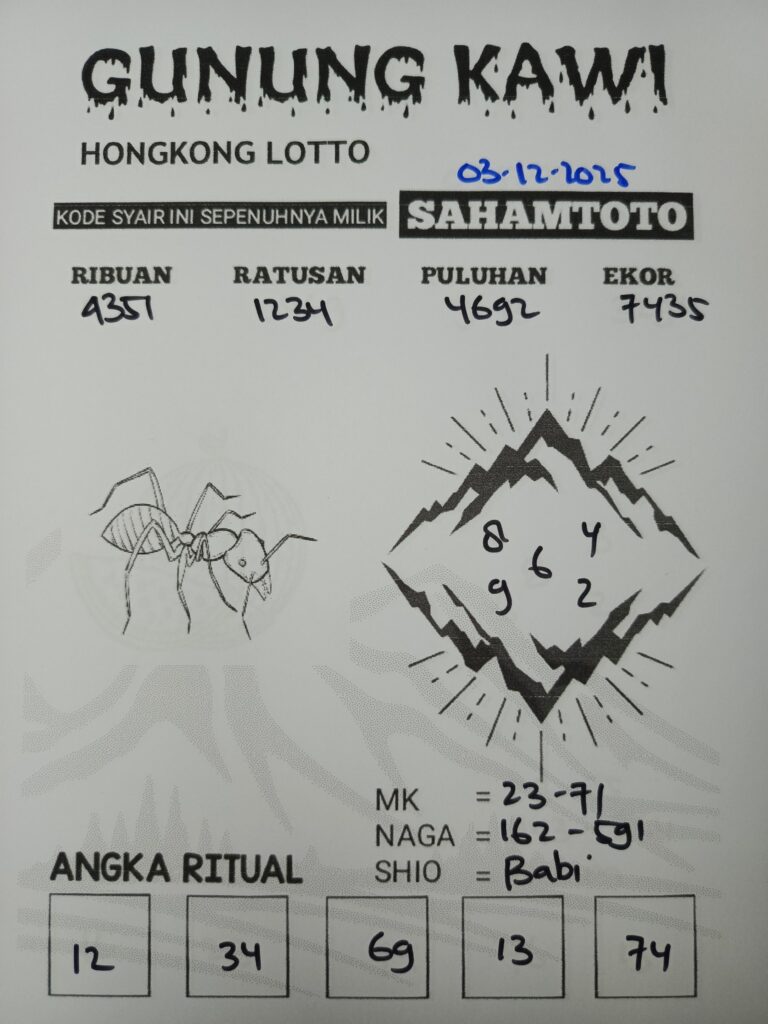 GUNUNG KAWI
HONGKONG LOTTO
03-12-2025
KODE SYAIR INI SEPENUHNYA MILIK SAHAMTOTO
RIBUAN RATUSAN PULUHAN EKOR
9351 1234 4692 7435
8 4
6
9 2
MK = 23-71
NAGA = 162-591
SHIO = Babi
ANGKA RITUAL
12 34 69 13 74